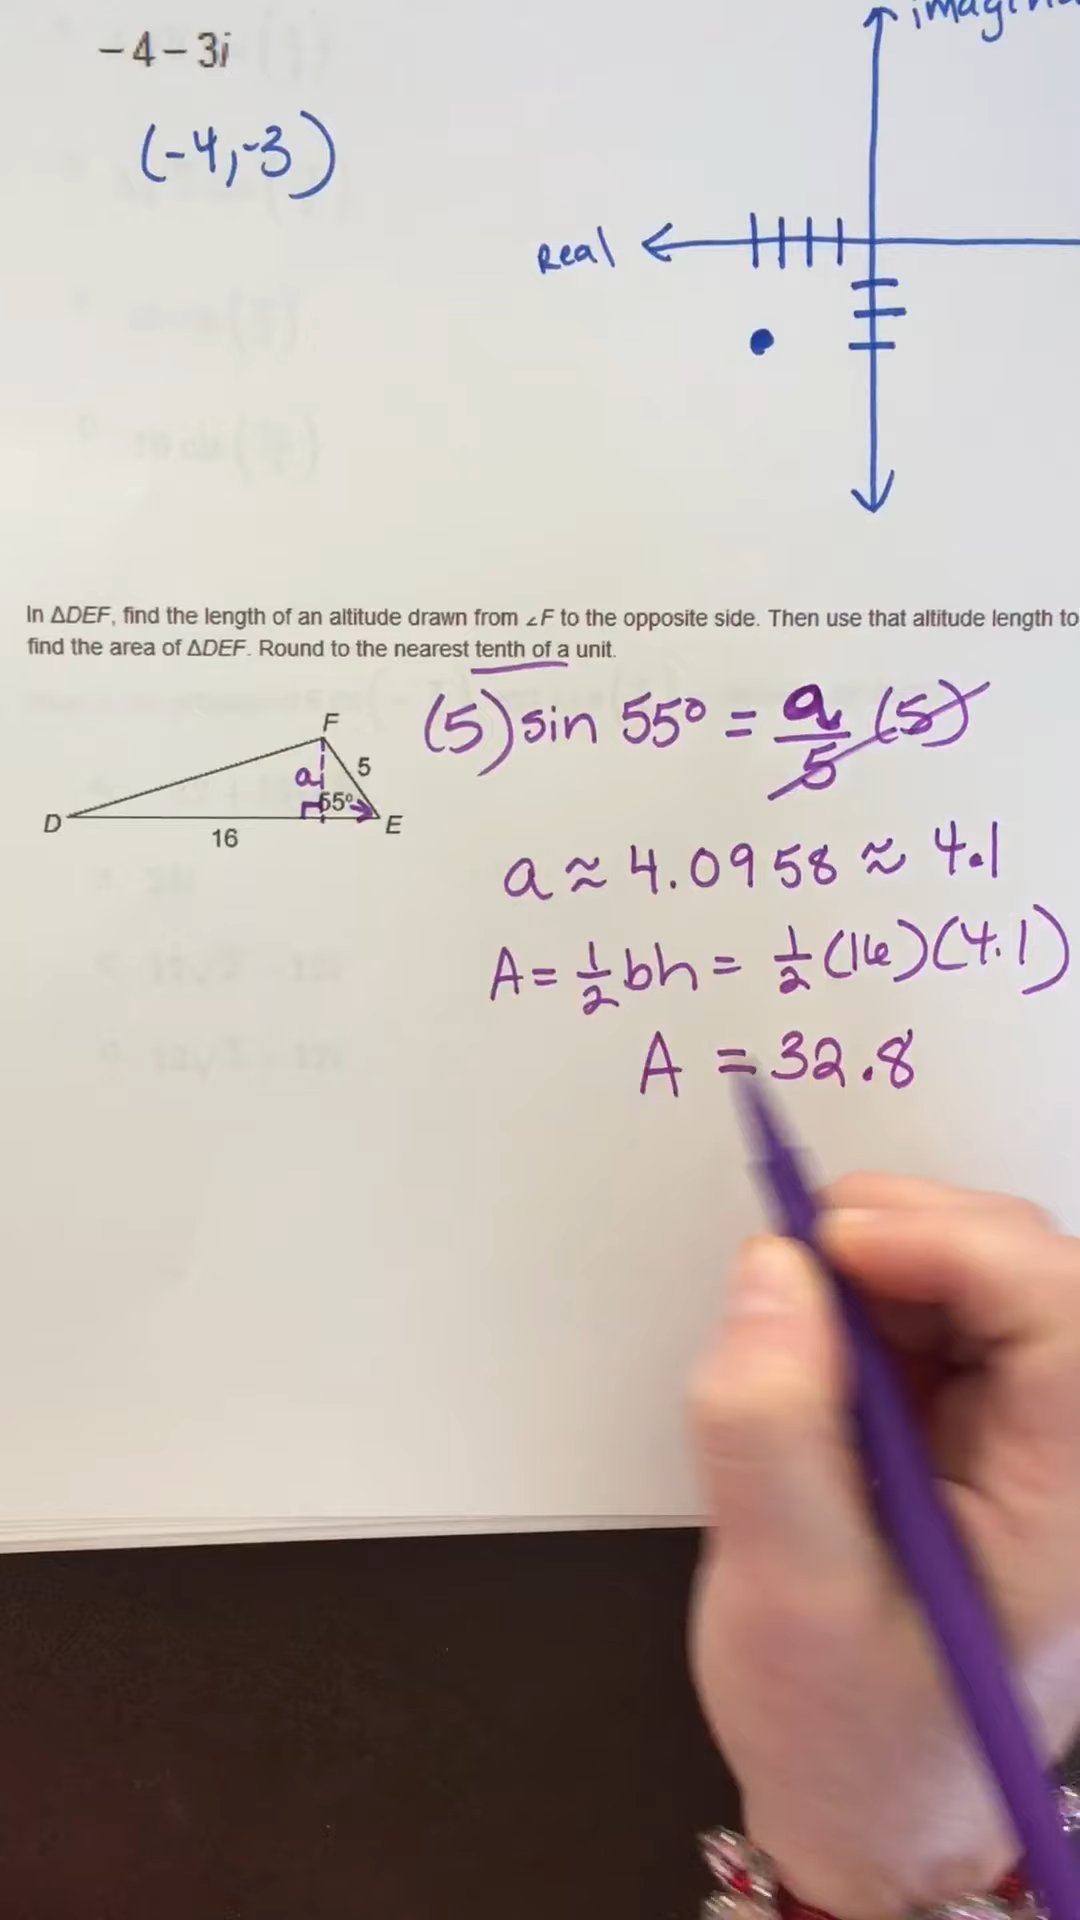 -4-3i
(-4,-3)
Real
In ΔDEF, find the length of an altitude drawn from ∠F to the opposite side. Then use that altitude length to
find the area of ΔDEF. Round to the nearest tenth of a unit.
(5)sin 55° = a/5 (5)
F
a
5
55°
D
E
16
a ≈ 4.0958 ≈ 4.1
A = 1/2 bh = 1/2 (16)(4.1)
A = 32.8